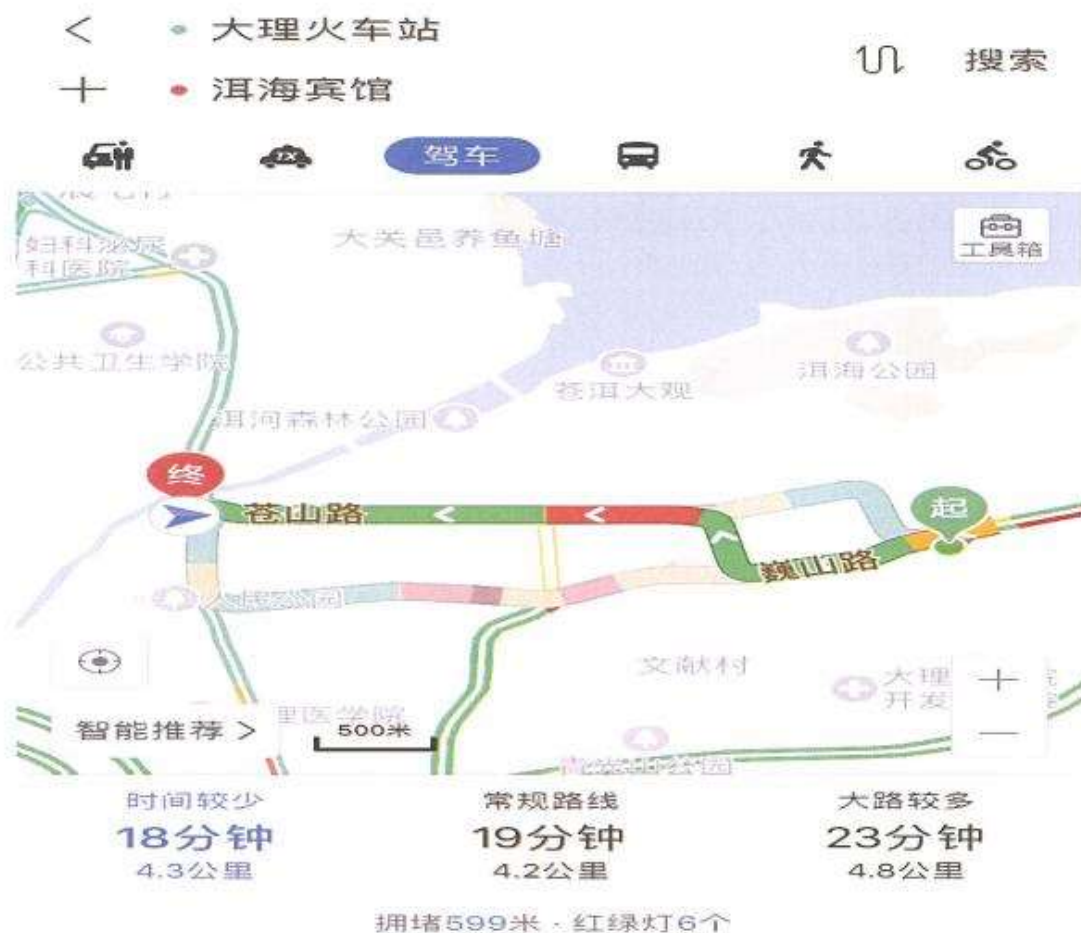 大理火车站
洱海宾馆
搜索
驾车
工具箱
大关邑养鱼塘
妇科泌尿
科医院
公共卫生学院
苍洱大观
洱海公园
洱河森林公园
终
苍山路
起
巍山路
文献村
大理
开发
理医学院
智能推荐 >
500米
时间较少
常规路线
大路较多
18分钟
19分钟
23分钟
4.3公里
4.2公里
4.8公里
拥堵599米 · 红绿灯6个